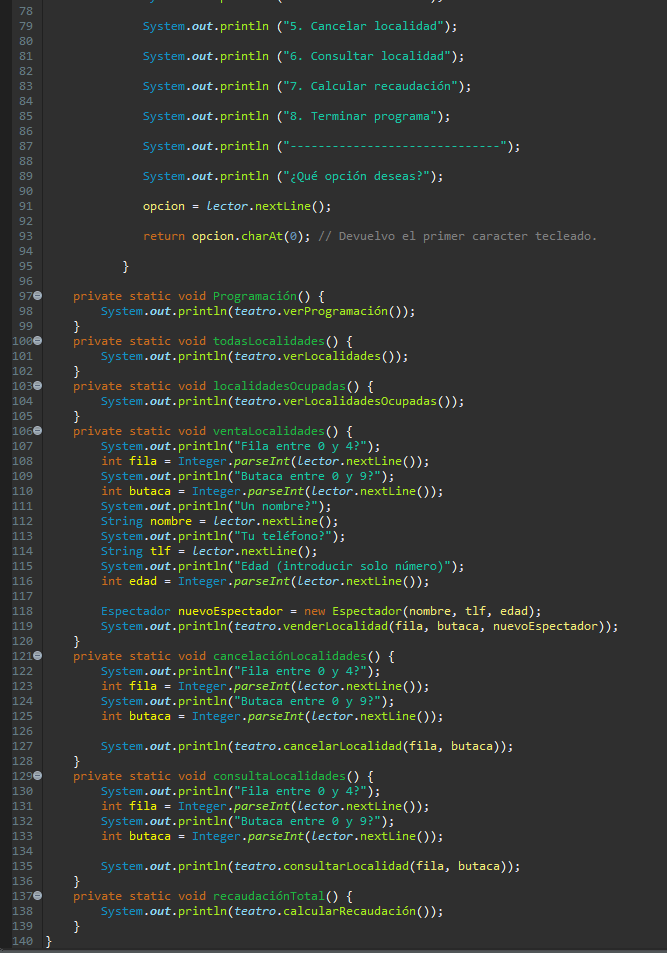 78
79 System.out.println ("5. Cancelar localidad");
80
81 System.out.println ("6. Consultar localidad");
82
83 System.out.println ("7. Calcular recaudación");
84
85 System.out.println ("8. Terminar programa");
86
87 System.out.println ("------------------------------");
88
89 System.out.println ("¿Qué opción deseas?");
90
91 opcion = lector.nextLine();
92
93 return opcion.charAt(0); // Devuelvo el primer caracter tecleado.
94
95 }
96
97 private static void Programación() {
98 System.out.println(teatro.verProgramación());
99 }
100 private static void todasLocalidades() {
101 System.out.println(teatro.verLocalidades());
102 }
103 private static void localidadesOcupadas() {
104 System.out.println(teatro.verLocalidadesOcupadas());
105 }
106 private static void ventaLocalidades() {
107 System.out.println("Fila entre 0 y 4?");
108 int fila = Integer.parseInt(lector.nextLine());
109 System.out.println("Butaca entre 0 y 9?");
110 int butaca = Integer.parseInt(lector.nextLine());
111 System.out.println("Un nombre?");
112 String nombre = lector.nextLine();
113 System.out.println("Tu teléfono?");
114 String tlf = lector.nextLine();
115 System.out.println("Edad (introducir solo número)");
116 int edad = Integer.parseInt(lector.nextLine());
117
118 Espectador nuevoEspectador = new Espectador(nombre, tlf, edad);
119 System.out.println(teatro.venderLocalidad(fila, butaca, nuevoEspectador));
120 }
121 private static void cancelaciónLocalidades() {
122 System.out.println("Fila entre 0 y 4?");
123 int fila = Integer.parseInt(lector.nextLine());
124 System.out.println("Butaca entre 0 y 9?");
125 int butaca = Integer.parseInt(lector.nextLine());
126
127 System.out.println(teatro.cancelarLocalidad(fila, butaca));
128 }
129 private static void consultaLocalidades() {
130 System.out.println("Fila entre 0 y 4?");
131 int fila = Integer.parseInt(lector.nextLine());
132 System.out.println("Butaca entre 0 y 9?");
133 int butaca = Integer.parseInt(lector.nextLine());
134
135 System.out.println(teatro.consultarLocalidad(fila, butaca));
136 }
137 private static void recaudaciónTotal() {
138 System.out.println(teatro.calcularRecaudación());
139 }
140 }